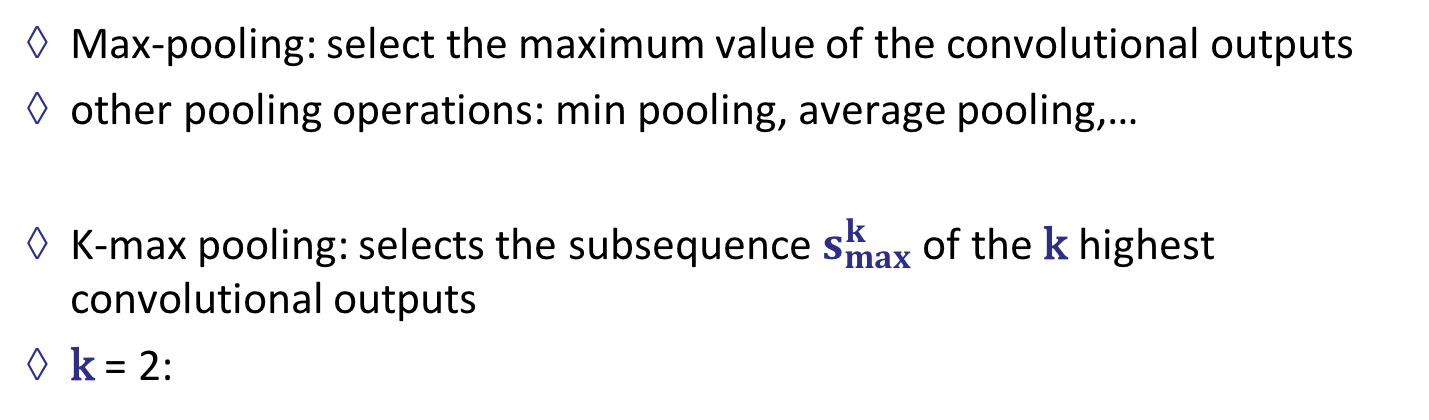 ◊ Max-pooling: select the maximum value of the convolutional outputs
◊ other pooling operations: min pooling, average pooling,...
◊ K-max pooling: selects the subsequence s^k_max of the k highest
convolutional outputs
◊ k = 2: